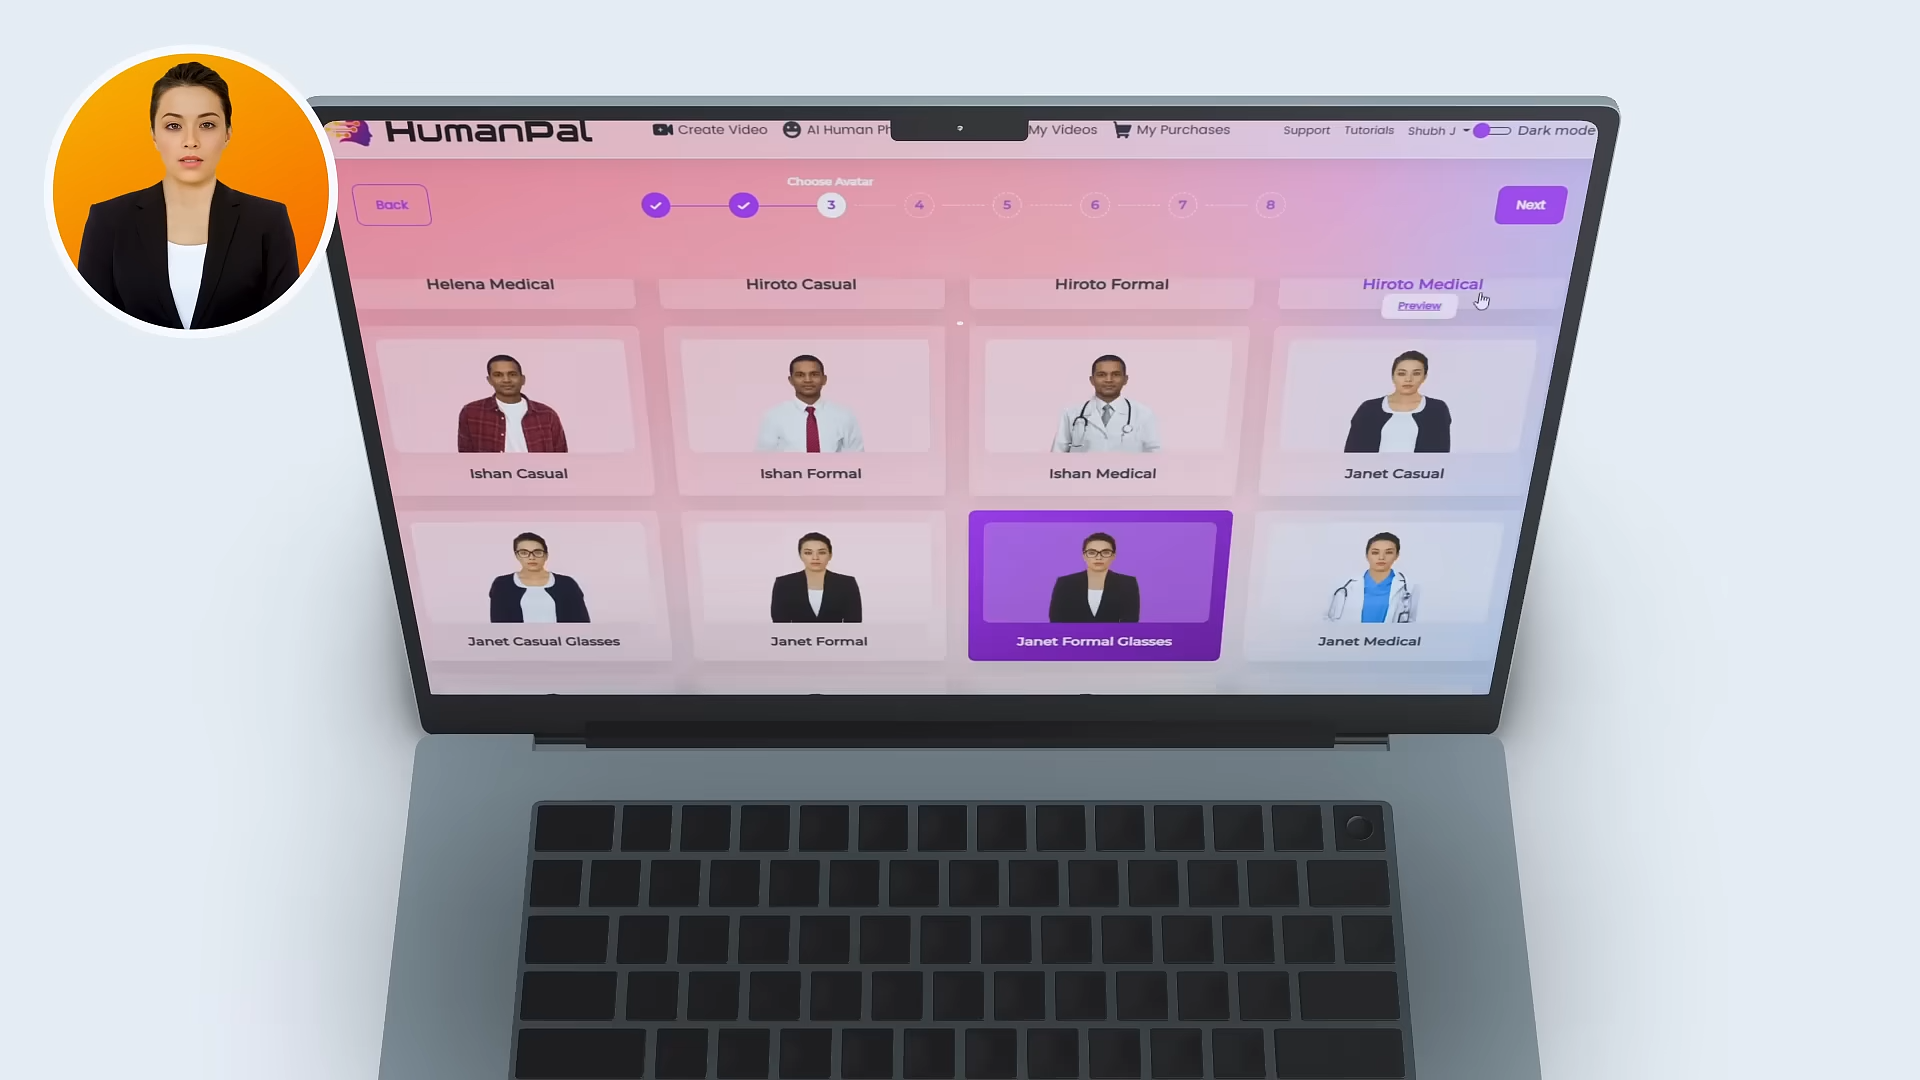 HumanPal
Create Video
AI Human Ph
My Videos
My Purchases
Support
Tutorials
Shubh J
Dark mode
Choose Avatar
Back
3
4
5
6
7
8
Next
Helena Medical
Hiroto Casual
Hiroto Formal
Hiroto Medical
Preview
Ishan Casual
Ishan Formal
Ishan Medical
Janet Casual
Janet Casual Glasses
Janet Formal
Janet Formal Glasses
Janet Medical